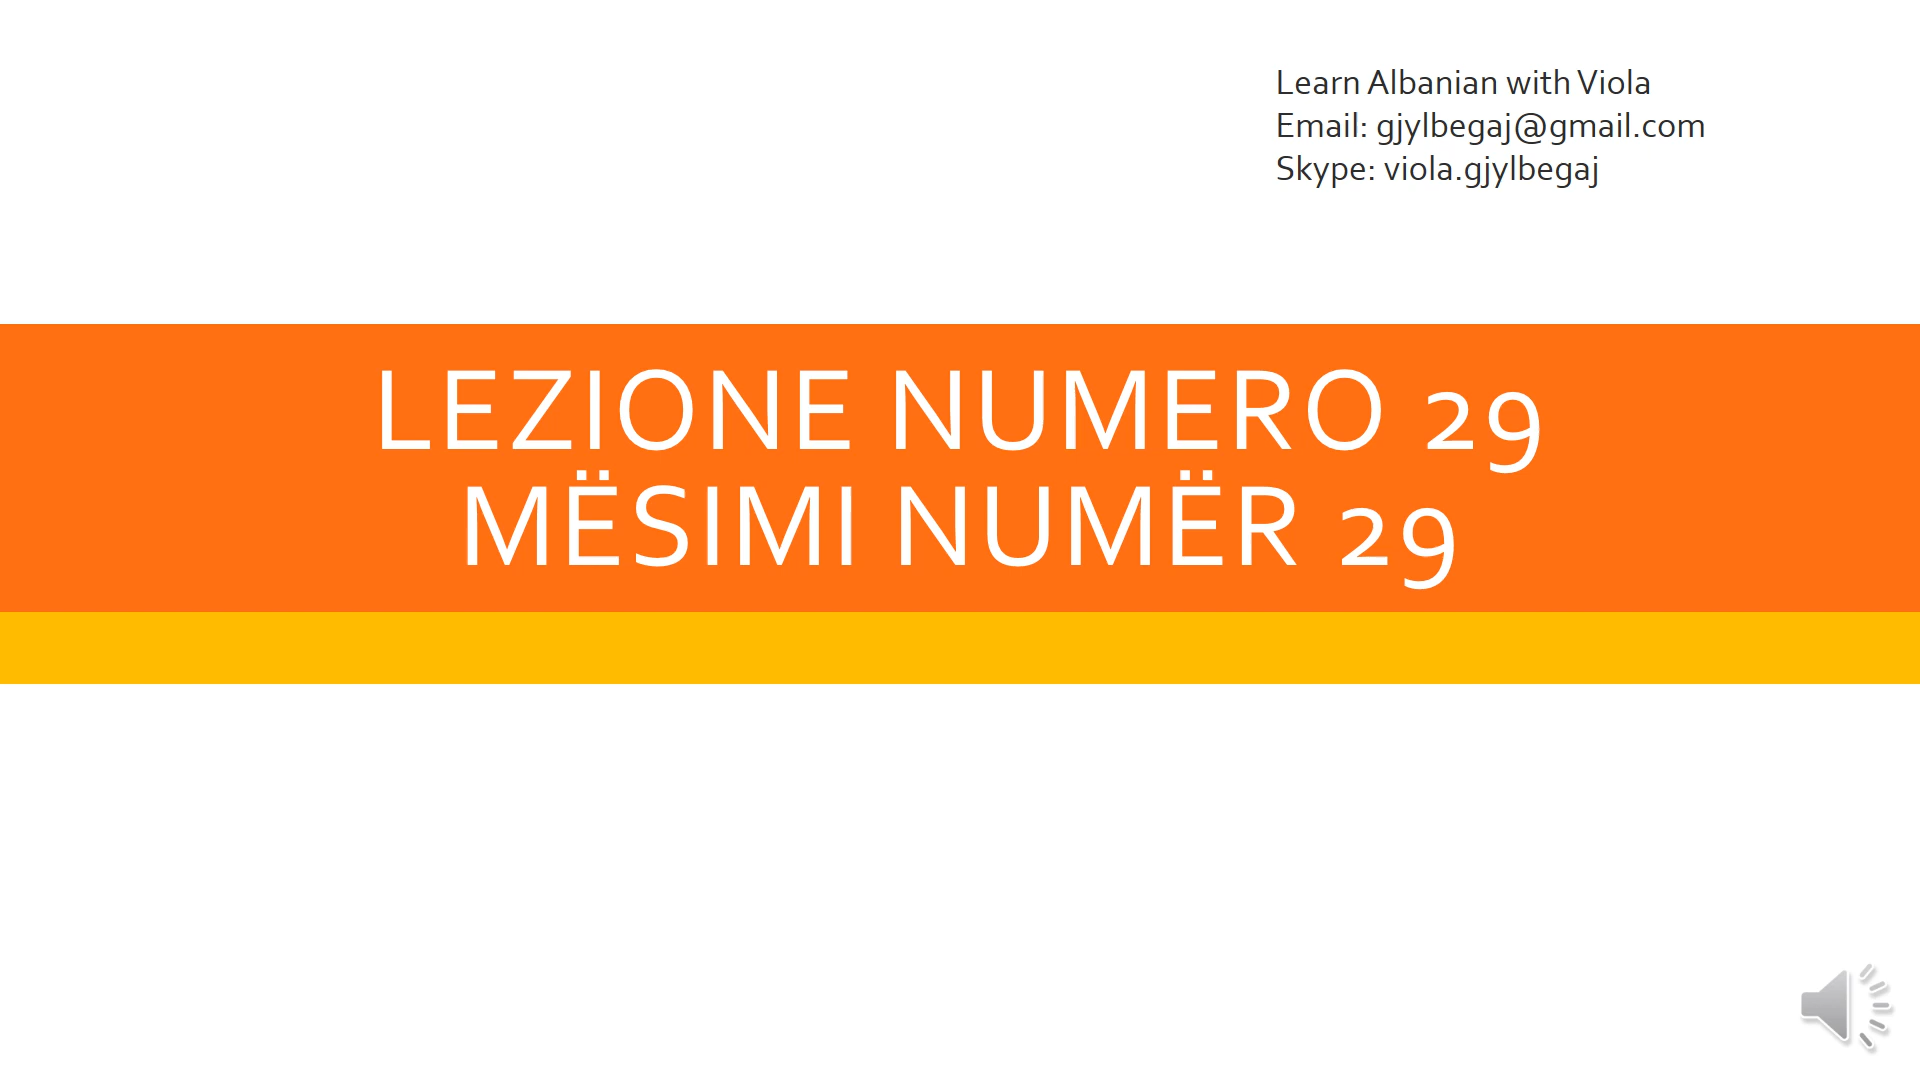 Learn Albanian with Viola
Email: gjylbegaj@gmail.com
Skype: viola.gjylbegaj
LEZIONE NUMERO 29
MËSIMI NUMËR 29